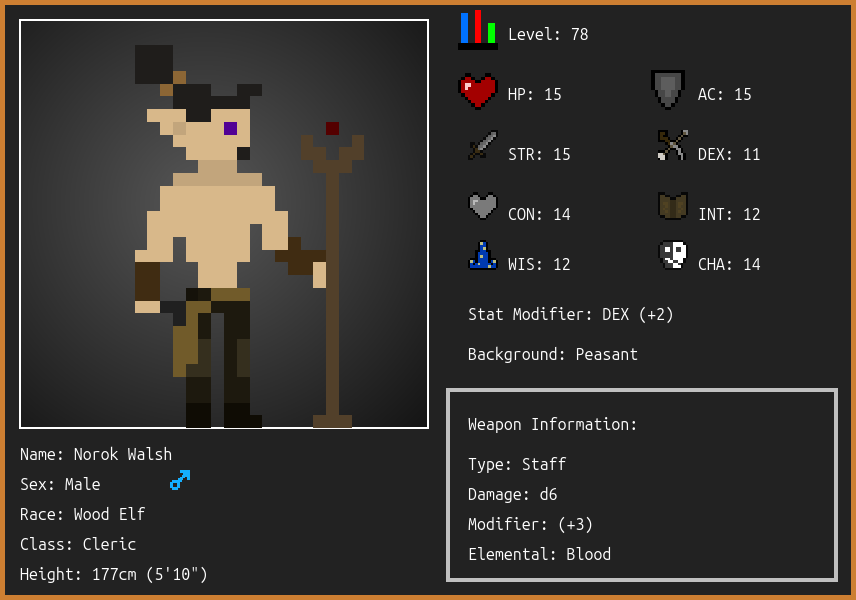 Level: 78
HP: 15
AC: 15
STR: 15
DEX: 11
CON: 14
INT: 12
WIS: 12
CHA: 14
Stat Modifier: DEX (+2)
Background: Peasant
Weapon Information:
Type: Staff
Damage: d6
Modifier: (+3)
Elemental: Blood
Name: Norok Walsh
Sex: Male ♂
Race: Wood Elf
Class: Cleric
Height: 177cm (5'10")